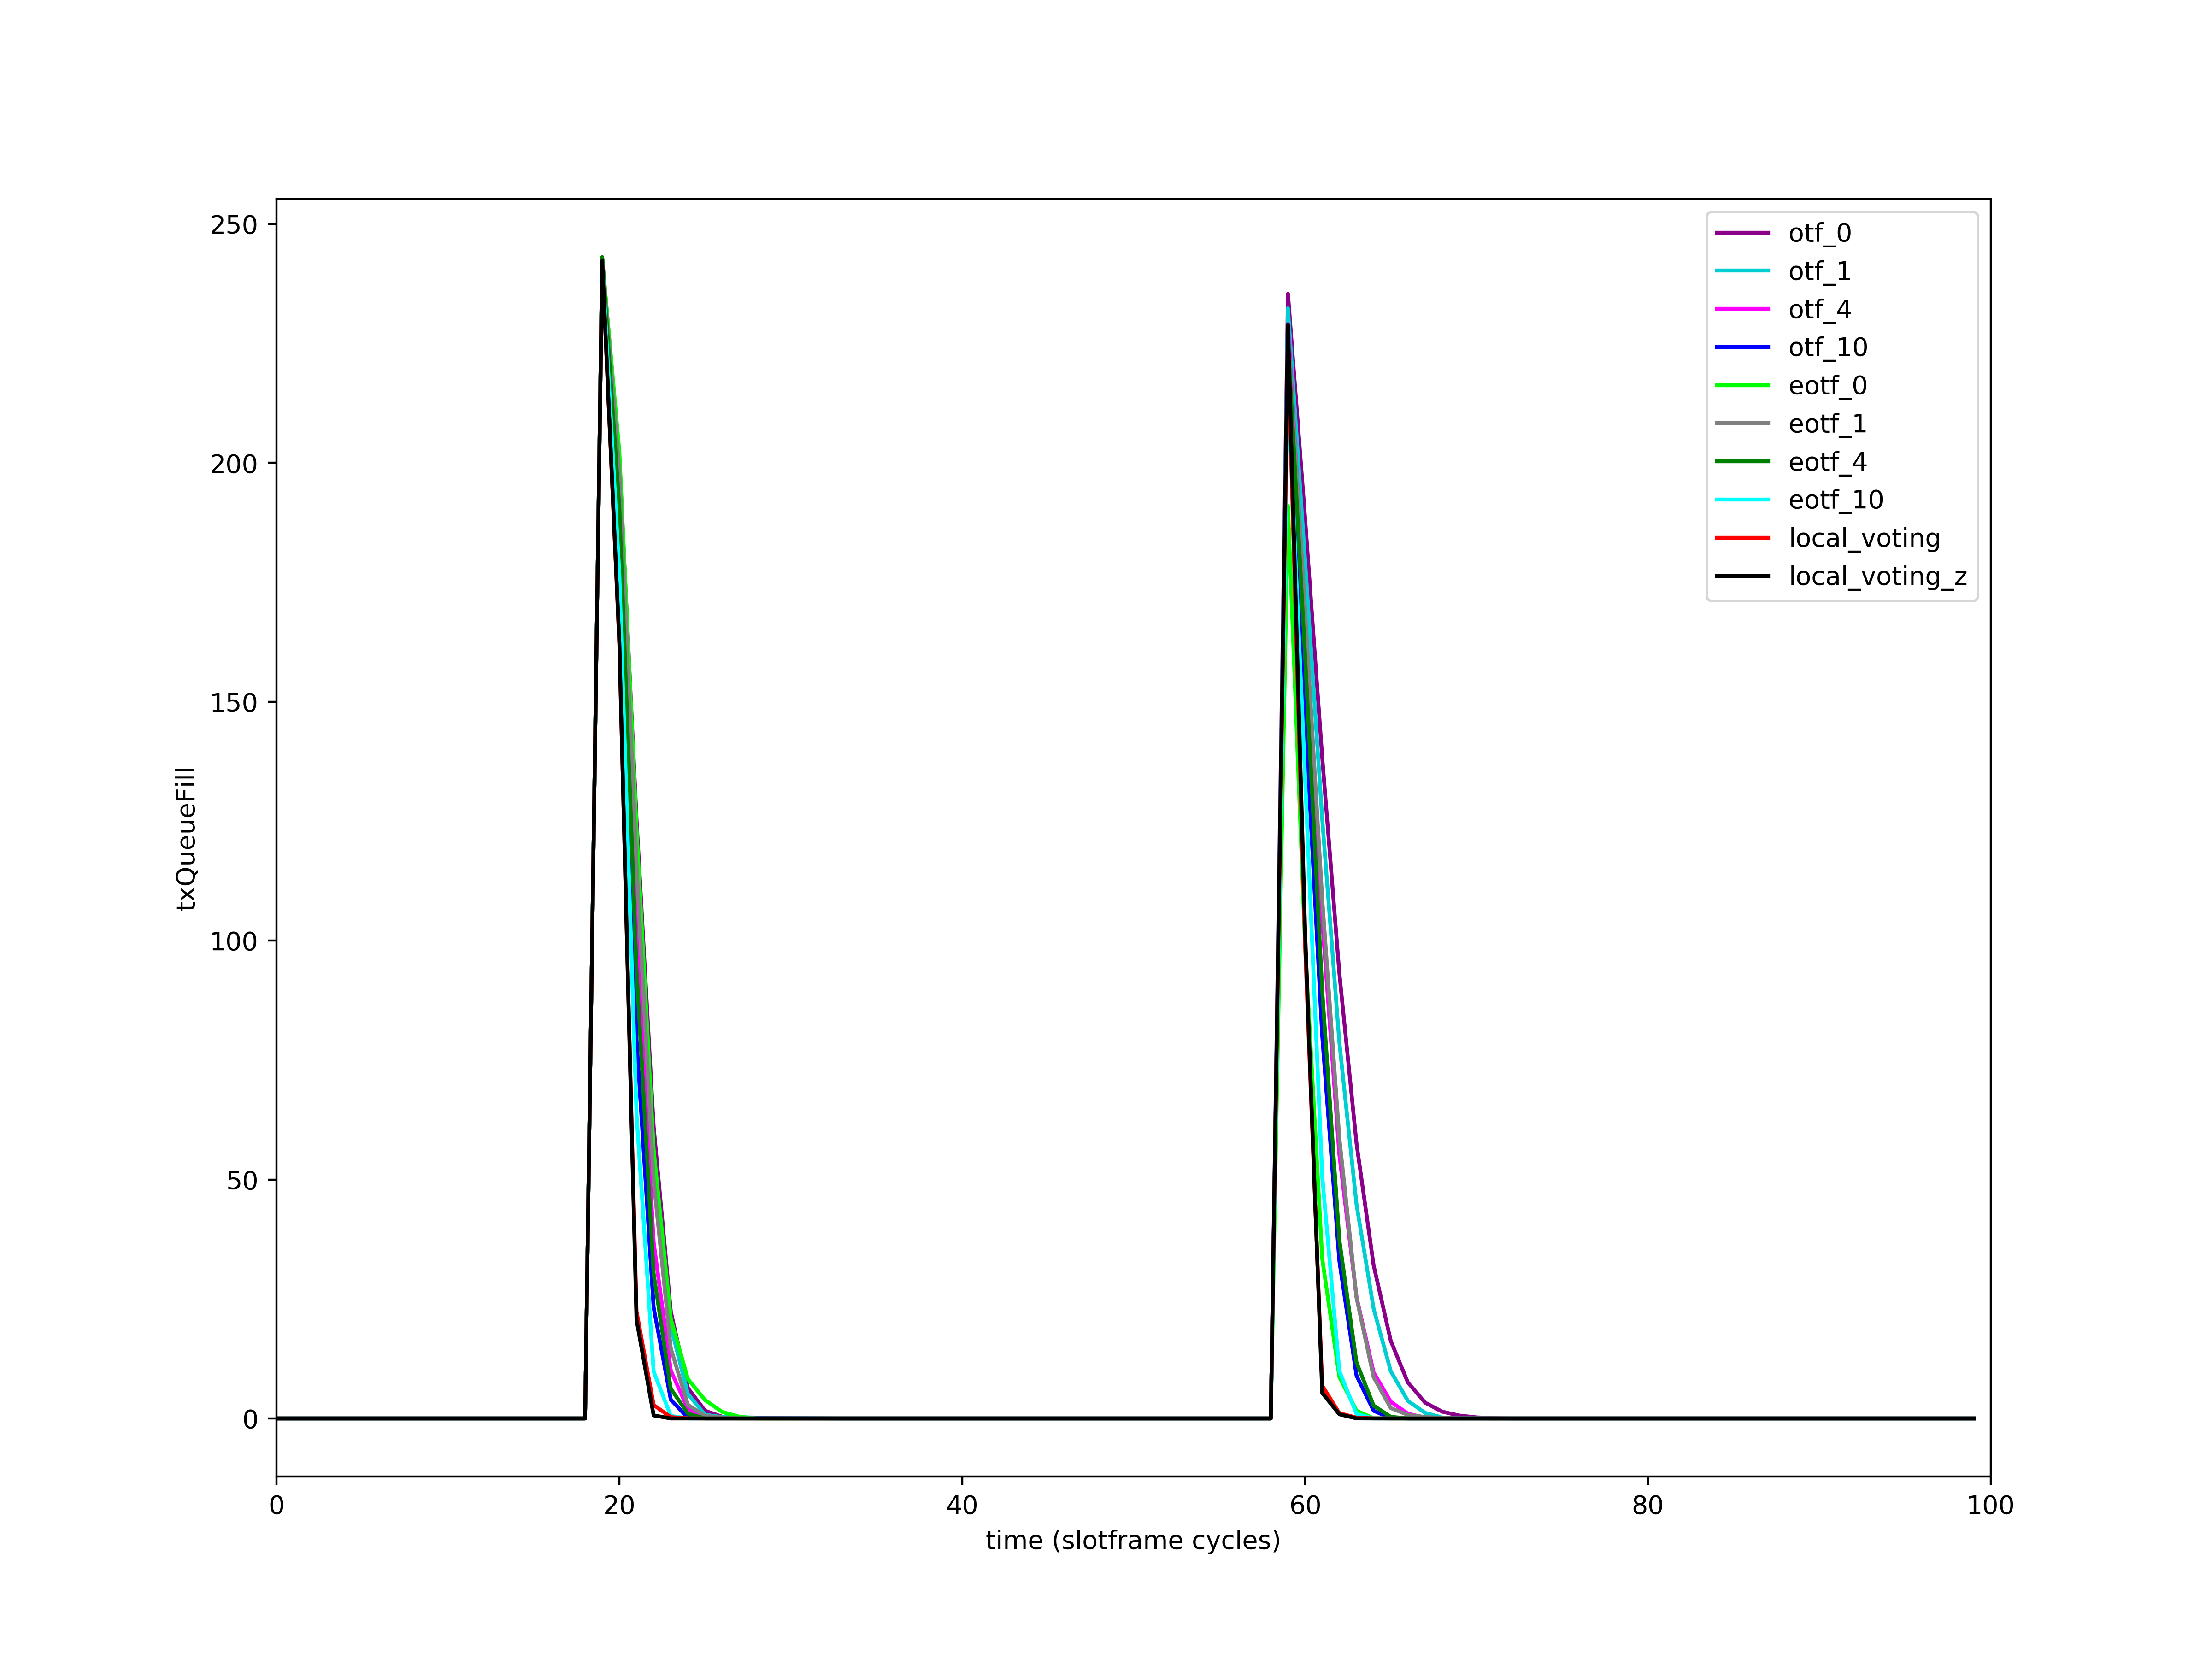 250
200
150
100
50
0
txQueueFill
0 20 40 60 80 100
time (slotframe cycles)
otf_0
otf_1
otf_4
otf_10
eotf_0
eotf_1
eotf_4
eotf_10
local_voting
local_voting_z